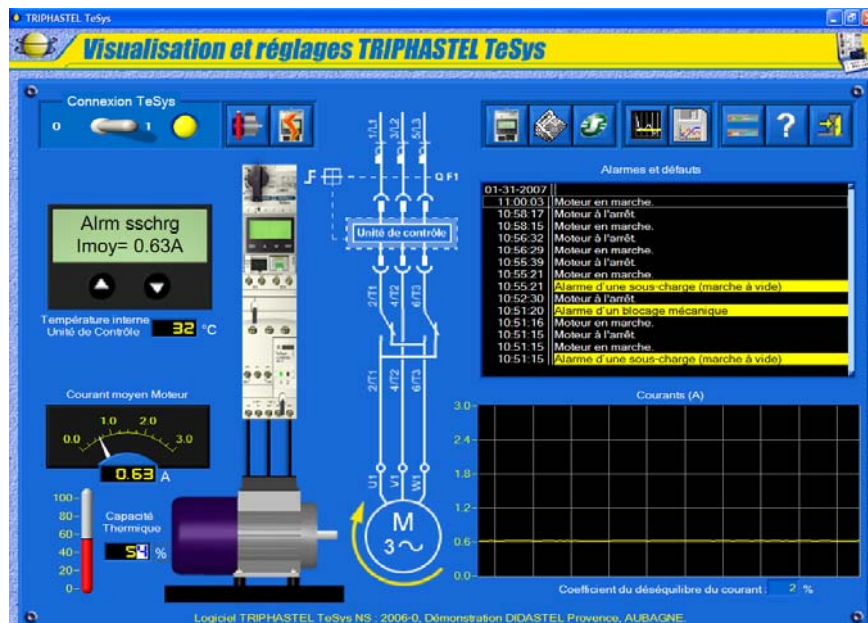 TRIPHASTEL TeSys
Visualisation et réglages TRIPHASTEL TeSys
Connexion TeSys
0 1
Alrm sschrg
Imoy= 0.63A
Température interne
Unité de Contrôle 32 °C
Courant moyen Moteur
0.0 1.0 2.0 3.0
0.63 A
100
80
60
40
20
0
Capacité
Thermique
54 %
1/L1 3/L2 5/L3
Q F1
Unité de contrôle
2/T1 4/T2 6/T3
2/T1 4/T2 6/T3
U1 V1 W1
M
3~
?
Alarmes et défauts
01-31-2007
11:00:03 Moteur en marche.
10:58:17 Moteur à l'arrêt.
10:58:15 Moteur en marche.
10:56:32 Moteur à l'arrêt.
10:56:29 Moteur en marche.
10:55:39 Moteur à l'arrêt.
10:55:21 Moteur en marche.
10:55:21 Alarme d'une sous-charge (marche à vide)
10:52:30 Moteur à l'arrêt.
10:51:20 Alarme d'un blocage mécanique
10:51:16 Moteur en marche.
10:51:15 Moteur à l'arrêt.
10:51:15 Moteur en marche.
10:51:15 Alarme d'une sous-charge (marche à vide)
Courants (A)
3.0
2.4
1.8
1.2
0.6
0.0
Coefficient du déséquilibre du courant : 2 %
Logiciel TRIPHASTEL TeSys NS : 2006-0, Démonstration DIDASTEL Provence, AUBAGNE.